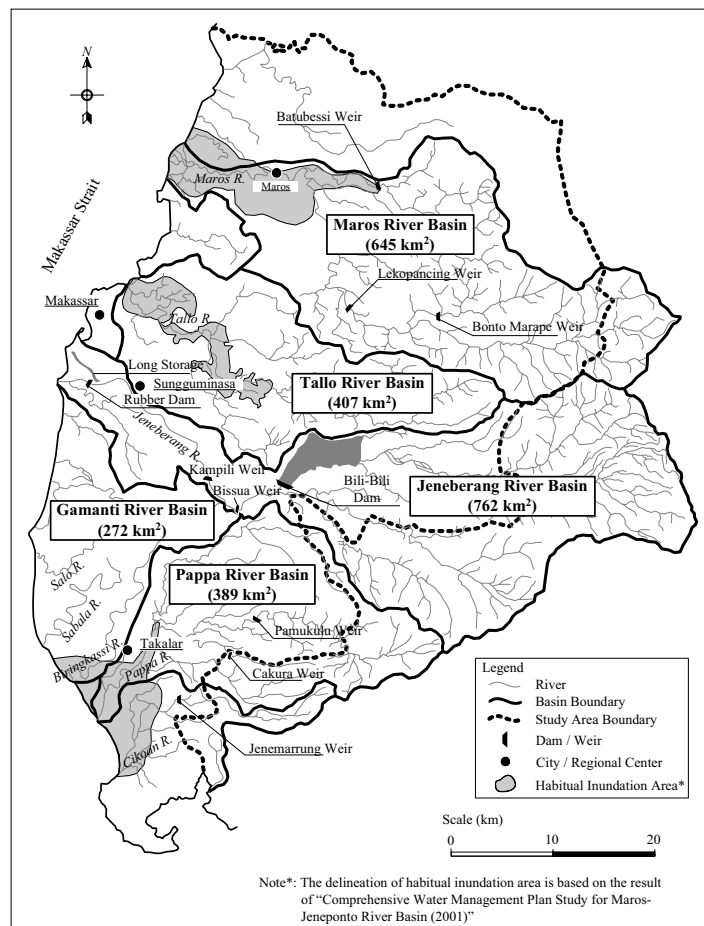 N
Batubessi Weir
Maros R.
Maros
Makassar Strait
Maros River Basin
(645 km²)
Lekopancing Weir
Makassar
Tallo R.
Bonto Marape Weir
Long Storage
Sungguminasa
Rubber Dam
Tallo River Basin
(407 km²)
Jeneberang R.
Kampili Weir
Bili-Bili
Dam
Jeneberang River Basin
(762 km²)
Bissua Weir
Gamanti River Basin
(272 km²)
Pappa River Basin
(389 km²)
Salo R.
Sabala R.
Pamukulu Weir
Biringkassi R.
Takalar
Pappa R.
Cakura Weir
Cikoan R.
Jenemarrung Weir
Legend
River
Basin Boundary
Study Area Boundary
Dam / Weir
City / Regional Center
Habitual Inundation Area*
Scale (km)
0 10 20
Note*: The delineation of habitual inundation area is based on the result
of “Comprehensive Water Management Plan Study for Maros-
Jeneponto River Basin (2001)”